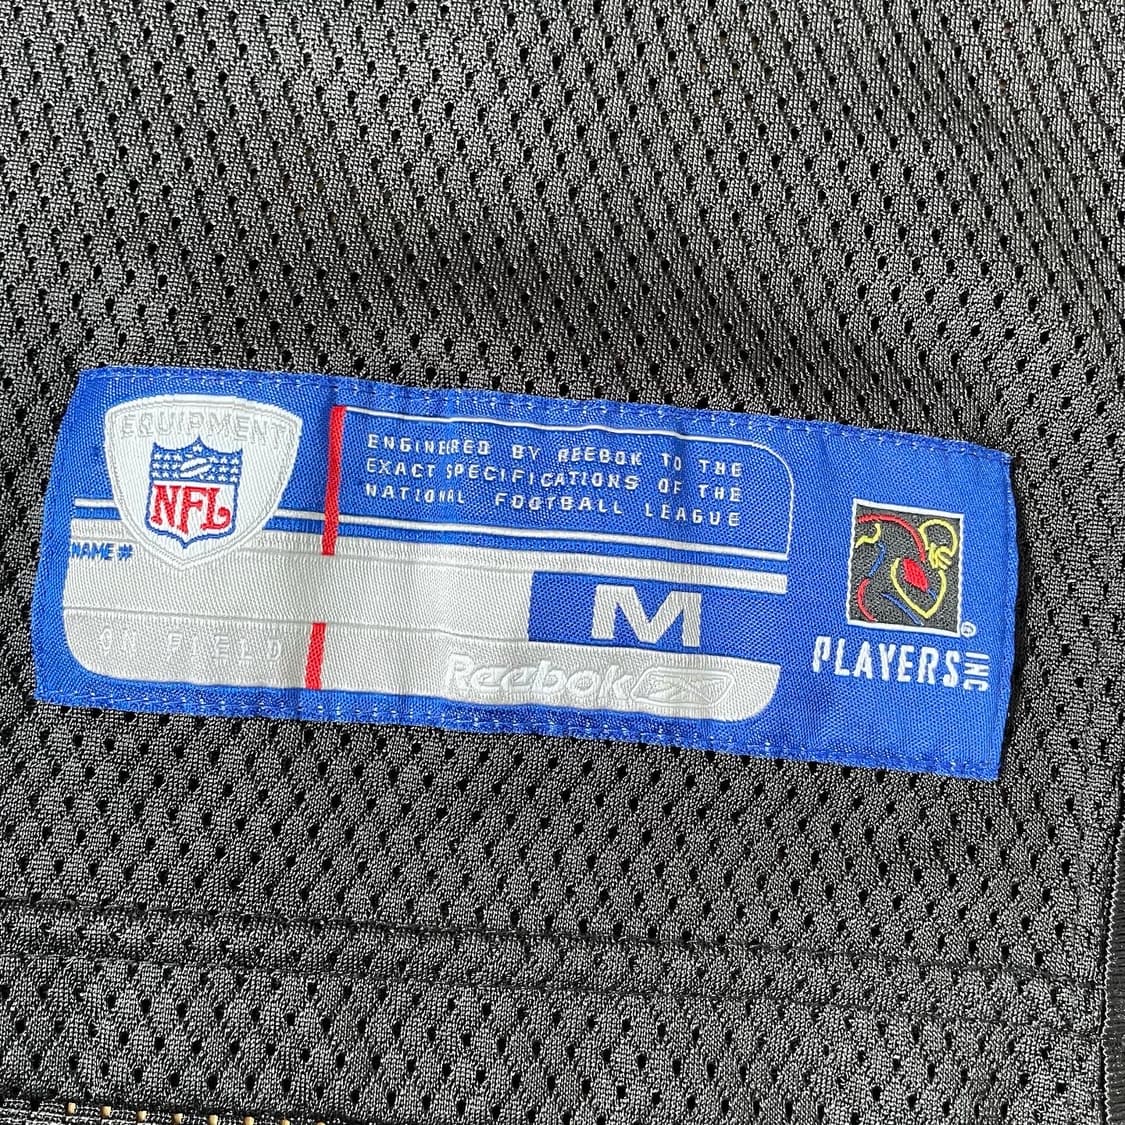 EQUIPMENT
NFL
ENGINEERED BY REEBOK TO THE
EXACT SPECIFICATIONS OF THE
NATIONAL FOOTBALL LEAGUE
NAME #
ON FIELD
M
Reebok
PLAYERS INC